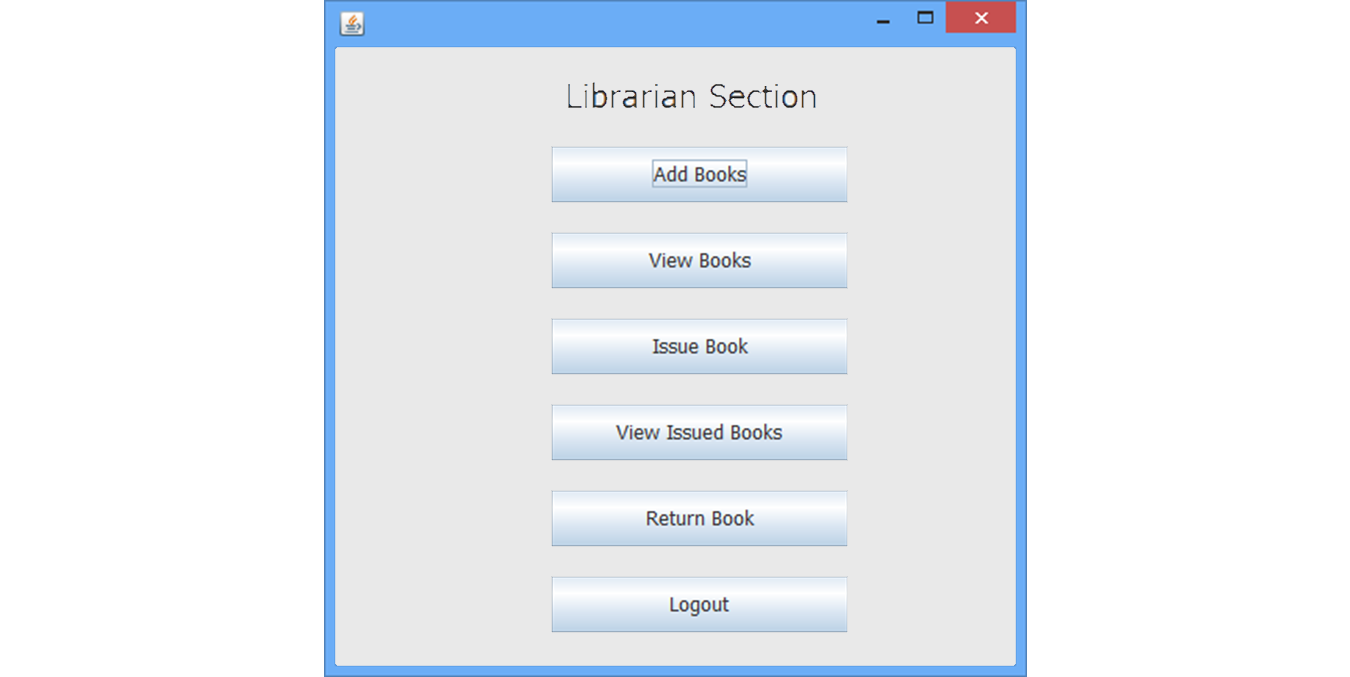 Librarian Section
Add Books
View Books
Issue Book
View Issued Books
Return Book
Logout